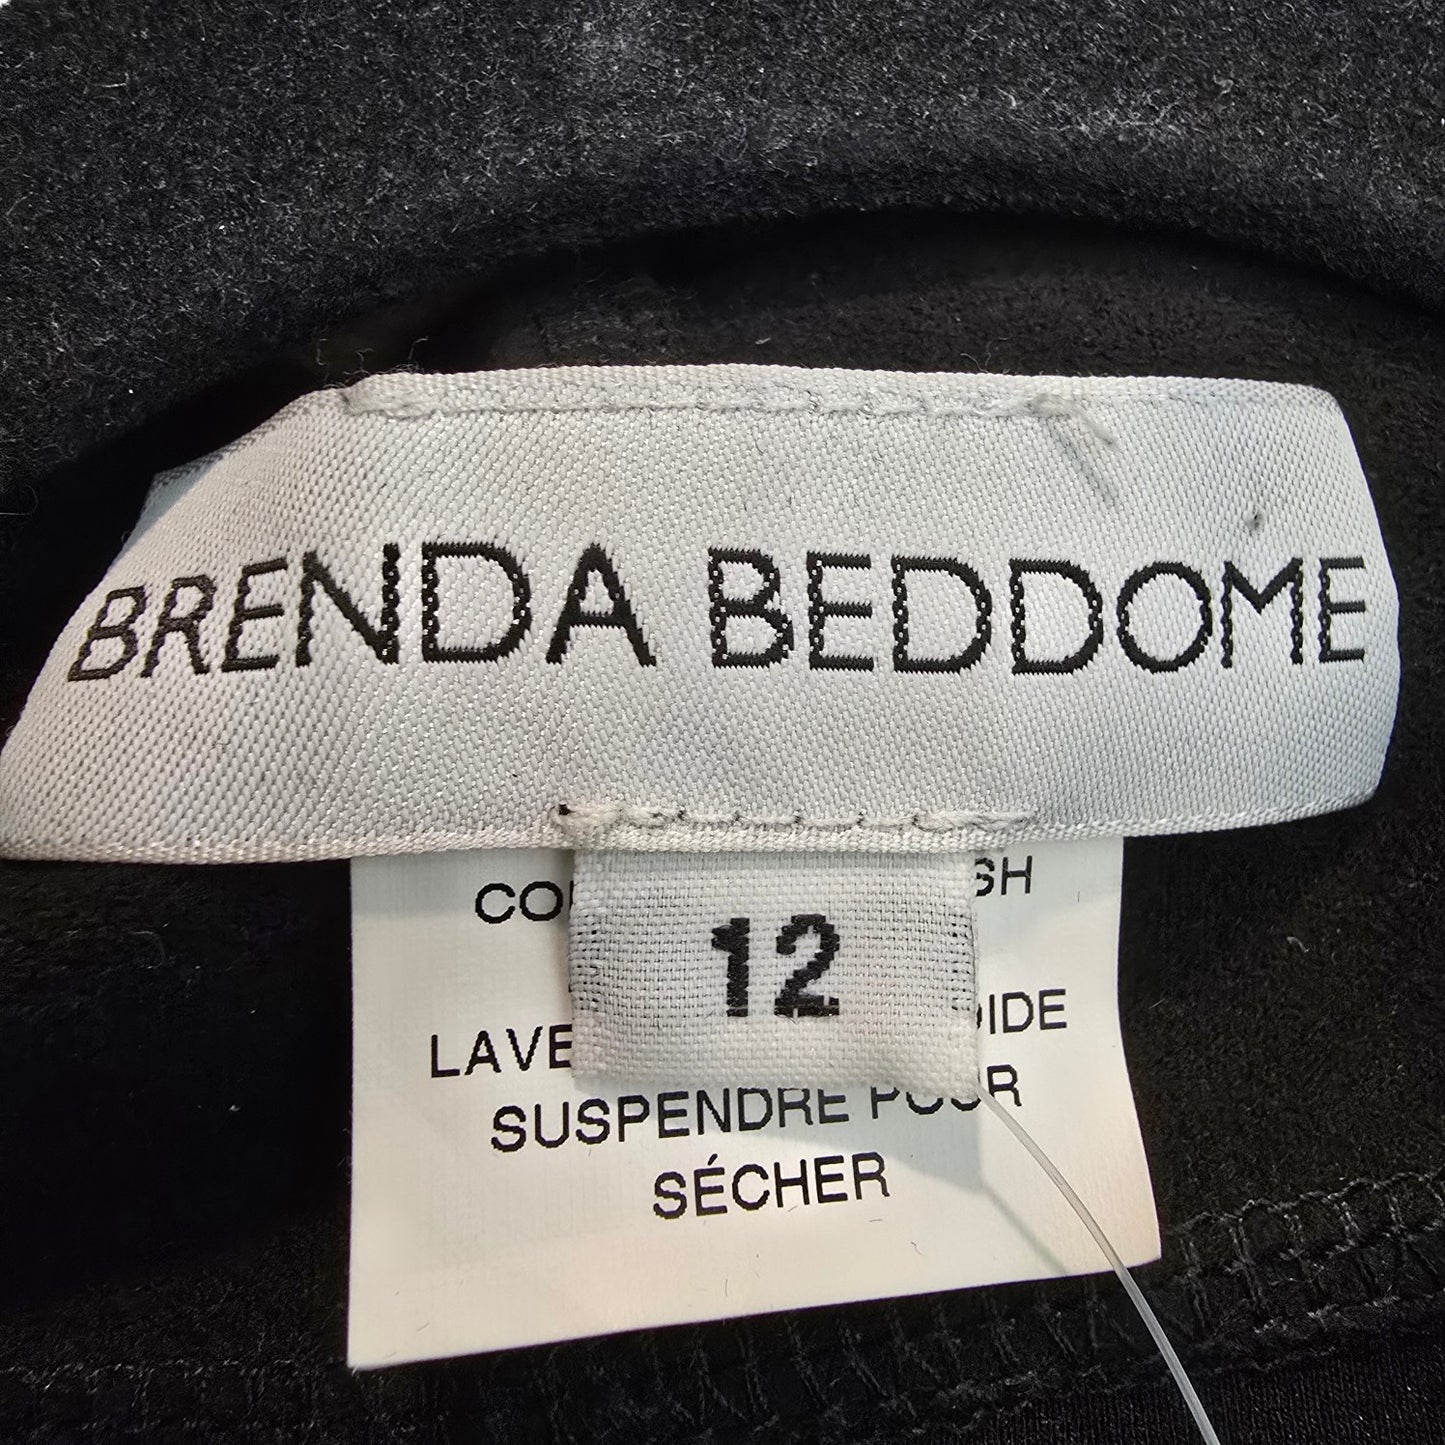 BRENDA BEDDOME
12
SUSPENDRE POUR
SÉCHER